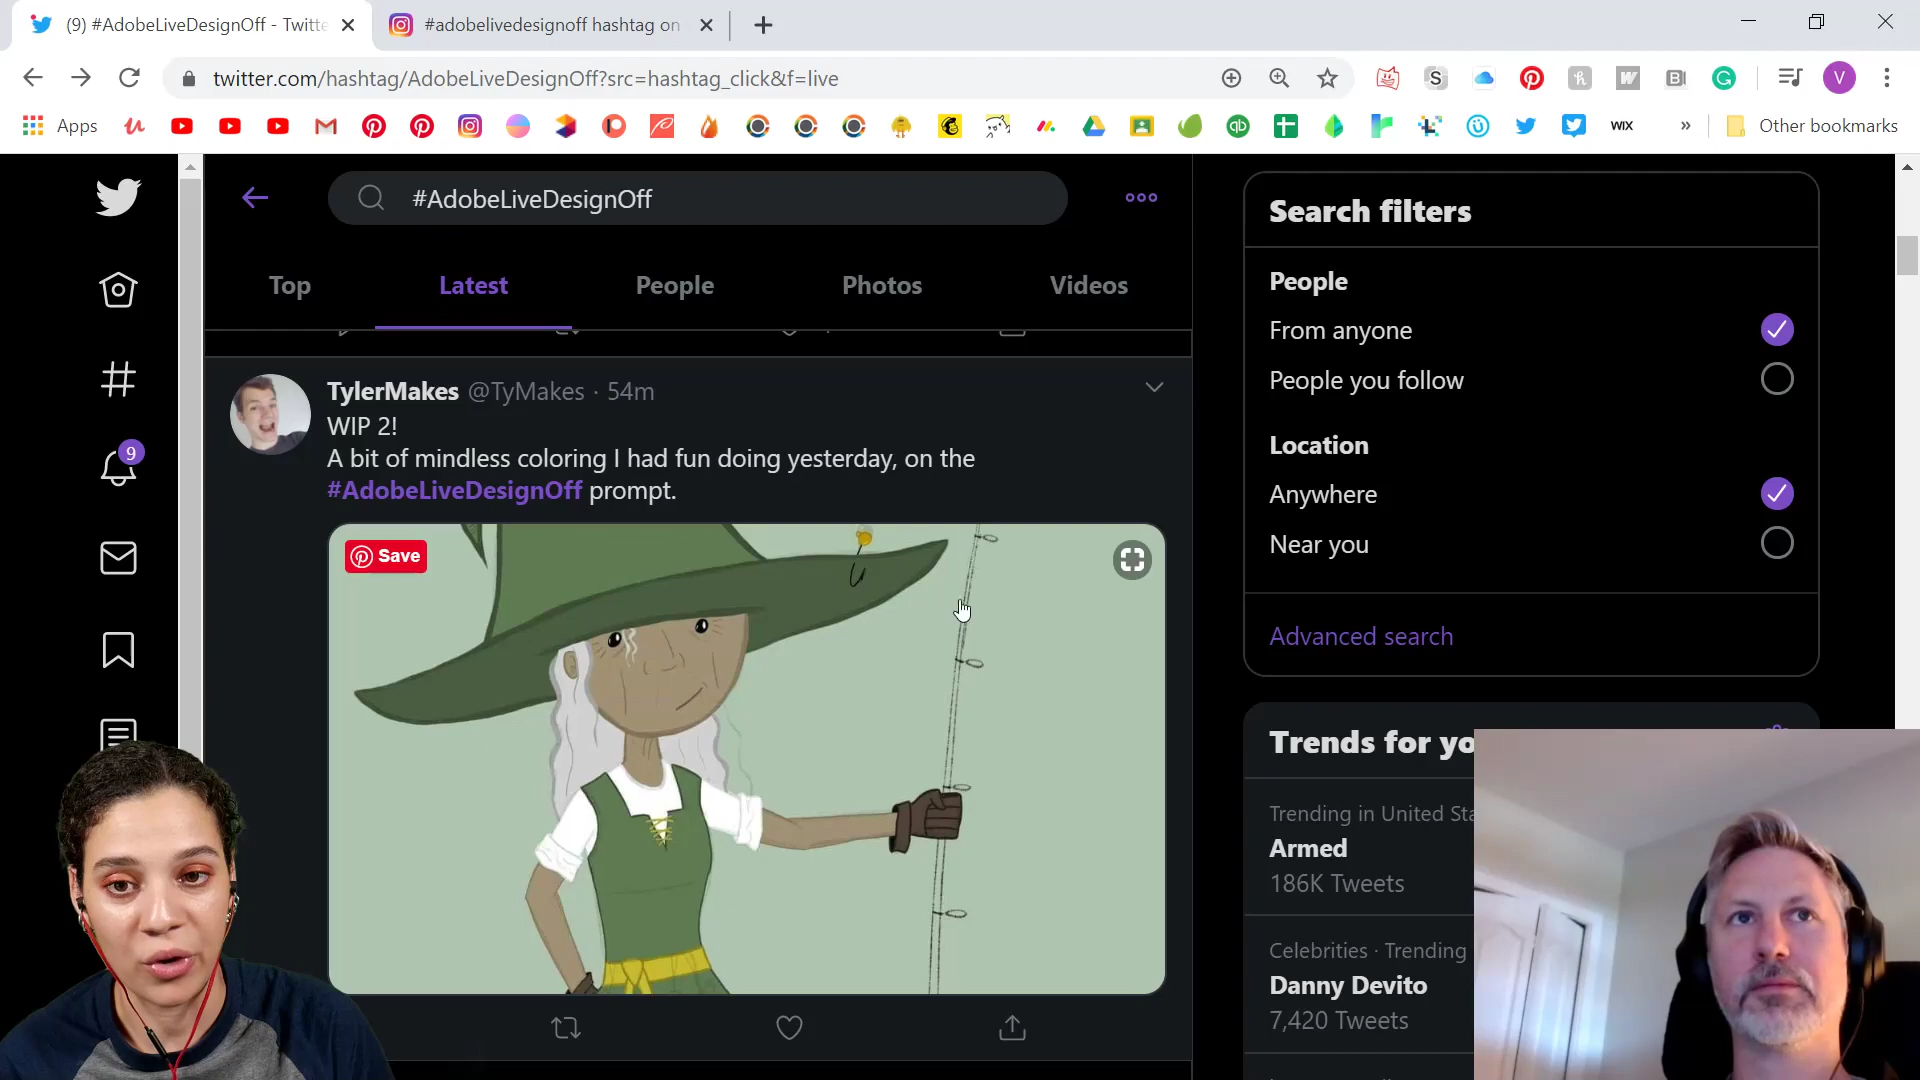 (9) #AdobeLiveDesignOff - Twitte
#adobelivedesignoff hashtag on
twitter.com/hashtag/AdobeLiveDesignOff?src=hashtag_click&f=live
V
Apps
WIX
»
Other bookmarks
#AdobeLiveDesignOff
Top
Latest
People
Photos
Videos
9
TylerMakes @TyMakes · 54m
WIP 2!
A bit of mindless coloring I had fun doing yesterday, on the
#AdobeLiveDesignOff prompt.
Save
Search filters
People
From anyone
People you follow
Location
Anywhere
Near you
Advanced search
Trends for yo
Trending in United Sta
Armed
186K Tweets
Celebrities · Trending
Danny Devito
7,420 Tweets